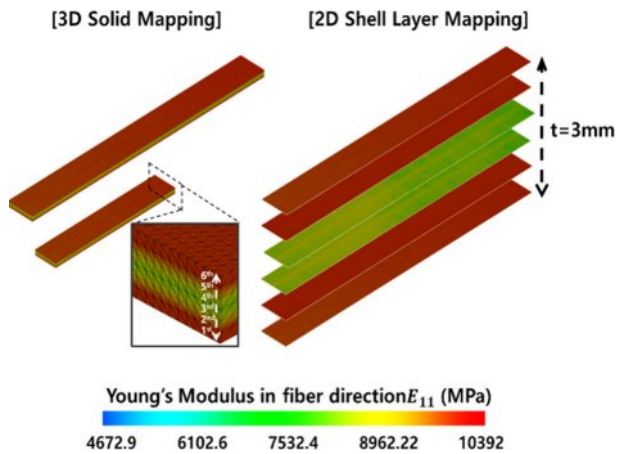 [3D Solid Mapping] [2D Shell Layer Mapping]
t=3mm
6th
5th
4th
3rd
2nd
1st
Young's Modulus in fiber direction E11 (MPa)
4672.9 6102.6 7532.4 8962.22 10392